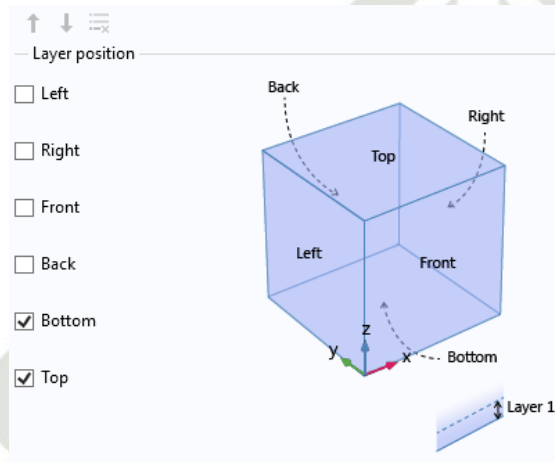 Layer position
Left
Right
Front
Back
Bottom
Top
Back
Right
Top
Left
Front
z
y
x
Bottom
Layer 1